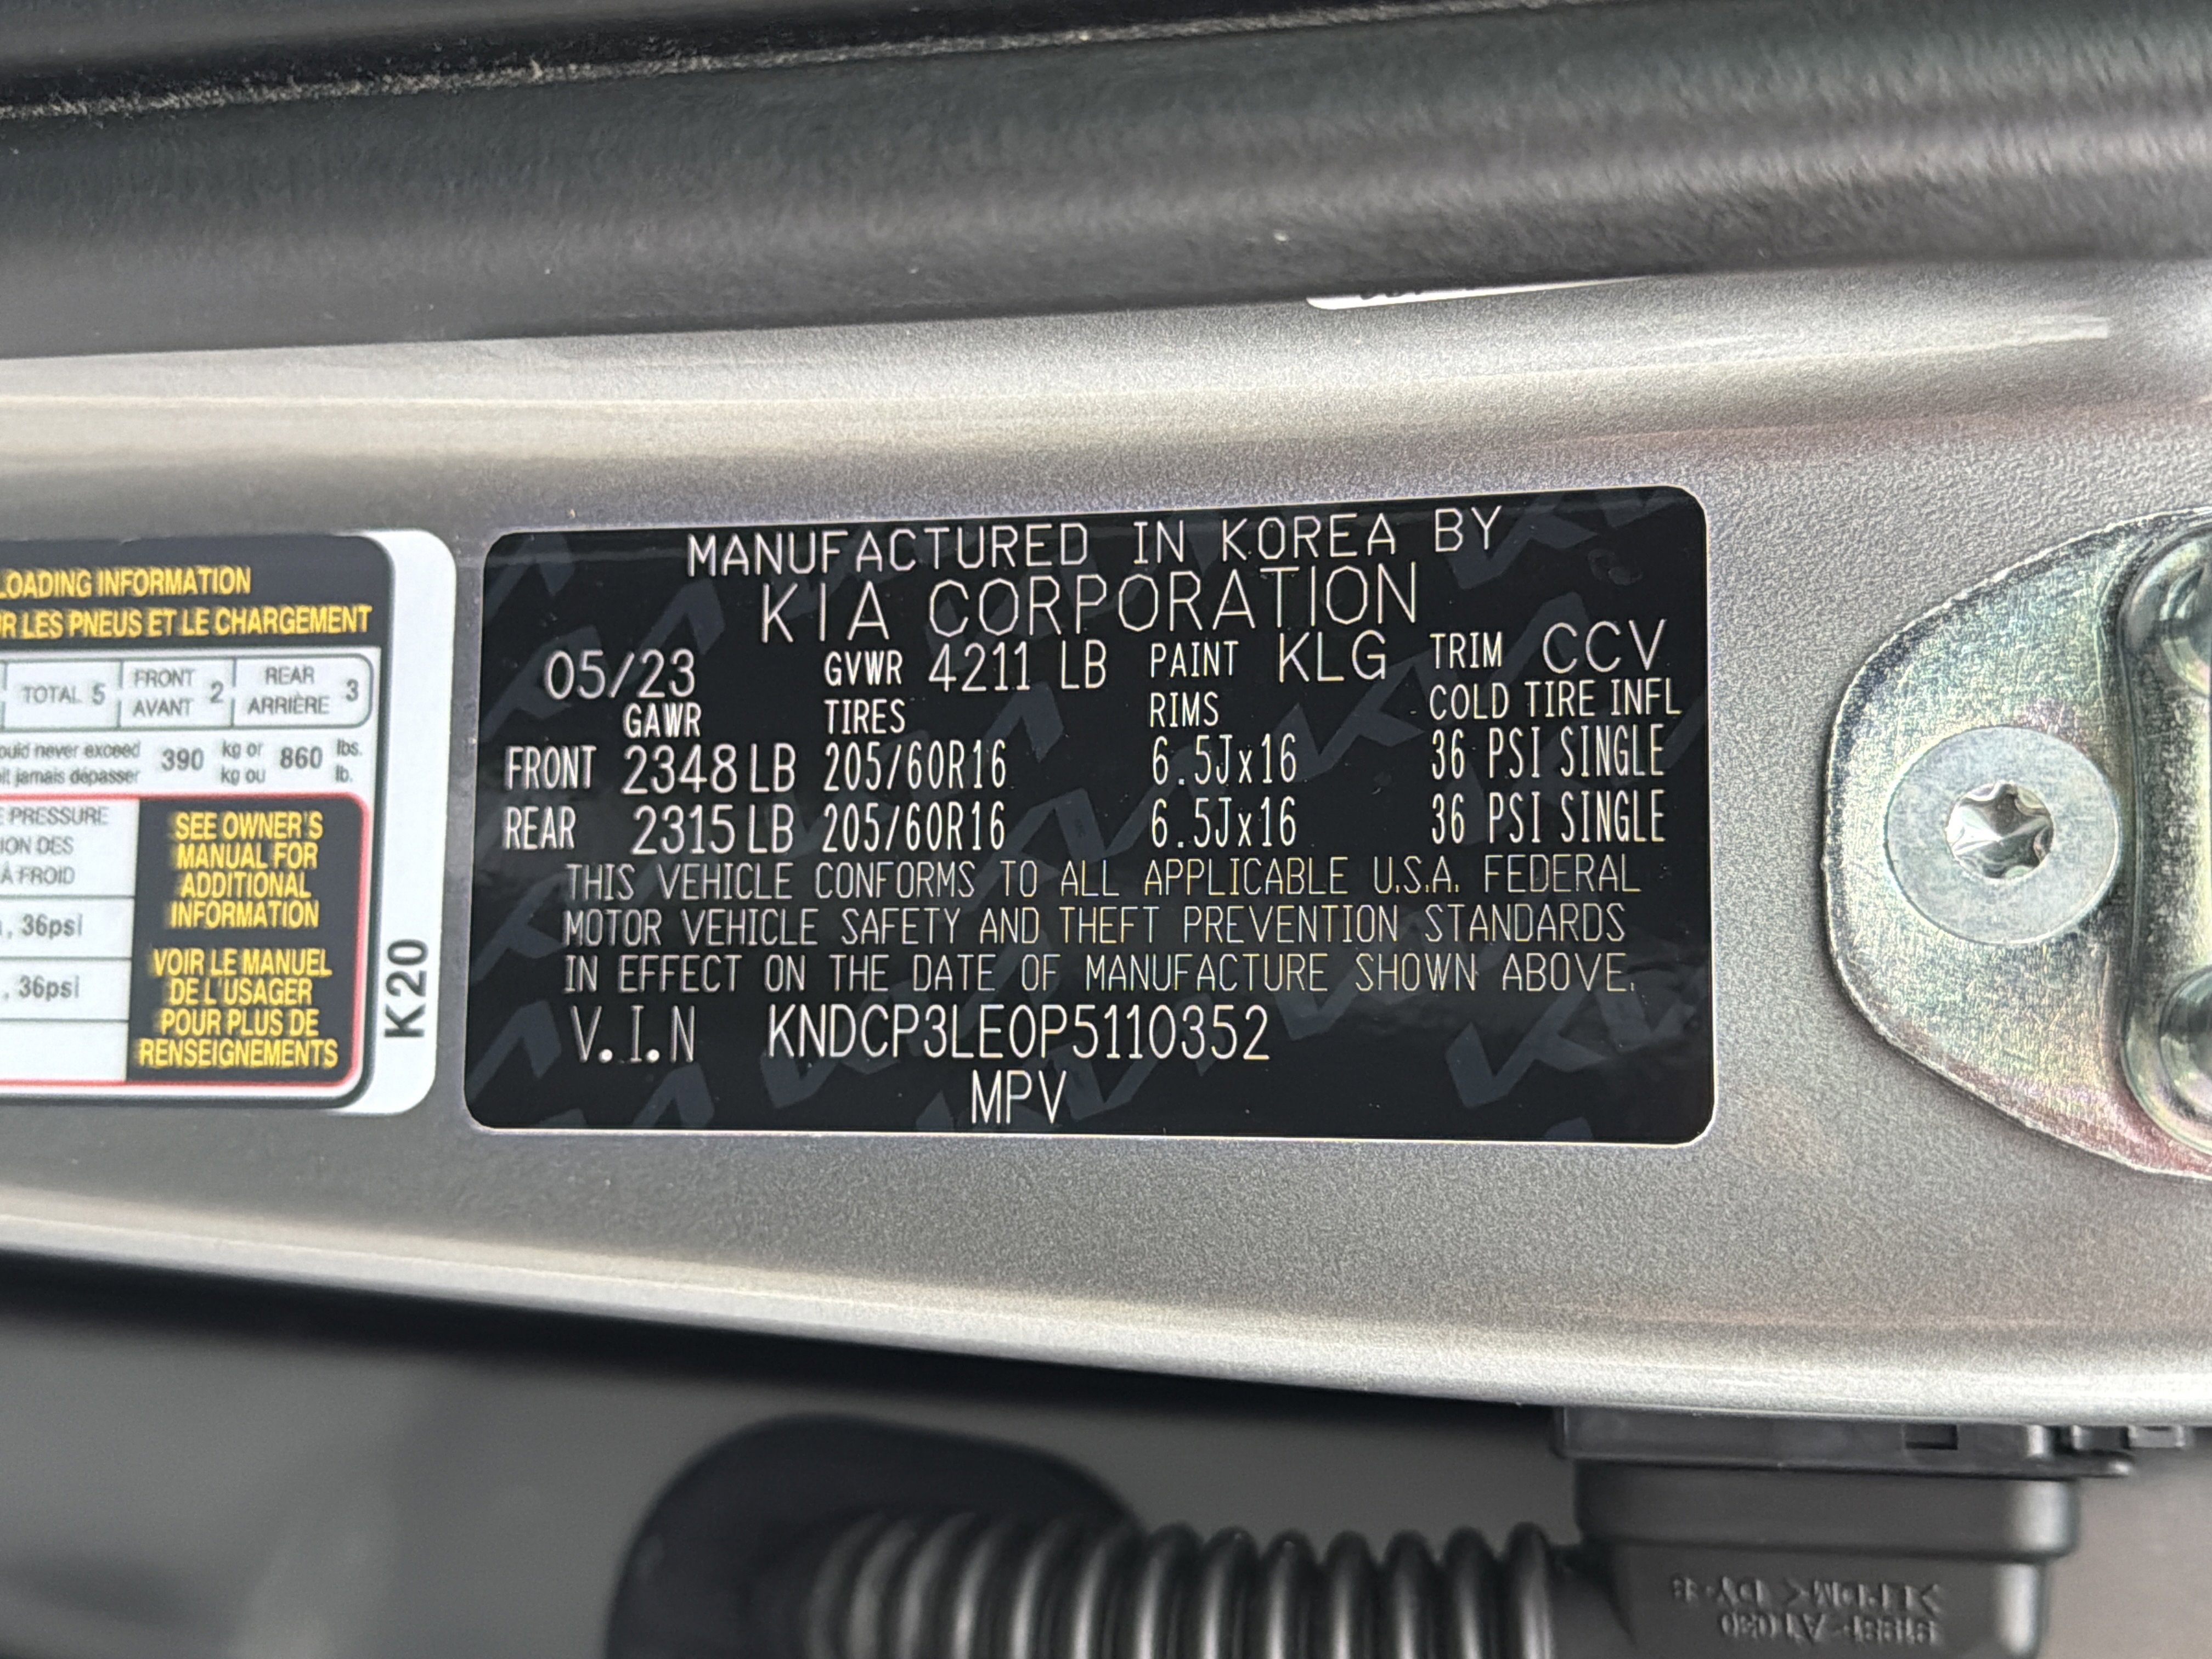 LOADING INFORMATION
LES PNEUS ET LE CHARGEMENT
TOTAL 5
FRONT
AVANT 2
REAR
ARRIÈRE 3
never exceed
jamais dépasser
390
kg or
kg ou
860
lbs.
lb.
PRESSURE
DES
À FROID
, 36psi
, 36psi
SEE OWNER'S
MANUAL FOR
ADDITIONAL
INFORMATION
VOIR LE MANUEL
DE L'USAGER
POUR PLUS DE
RENSEIGNEMENTS
K20
MANUFACTURED IN KOREA BY
KIA CORPORATION
05/23 GVWR 4211 LB PAINT KLG TRIM CCV
GAWR TIRES RIMS COLD TIRE INFL
FRONT 2348 LB 205/60R16 6.5Jx16 36 PSI SINGLE
REAR 2315 LB 205/60R16 6.5Jx16 36 PSI SINGLE
THIS VEHICLE CONFORMS TO ALL APPLICABLE U.S.A. FEDERAL
MOTOR VEHICLE SAFETY AND THEFT PREVENTION STANDARDS
IN EFFECT ON THE DATE OF MANUFACTURE SHOWN ABOVE.
V.I.N KNDCP3LE0P5110352
MPV